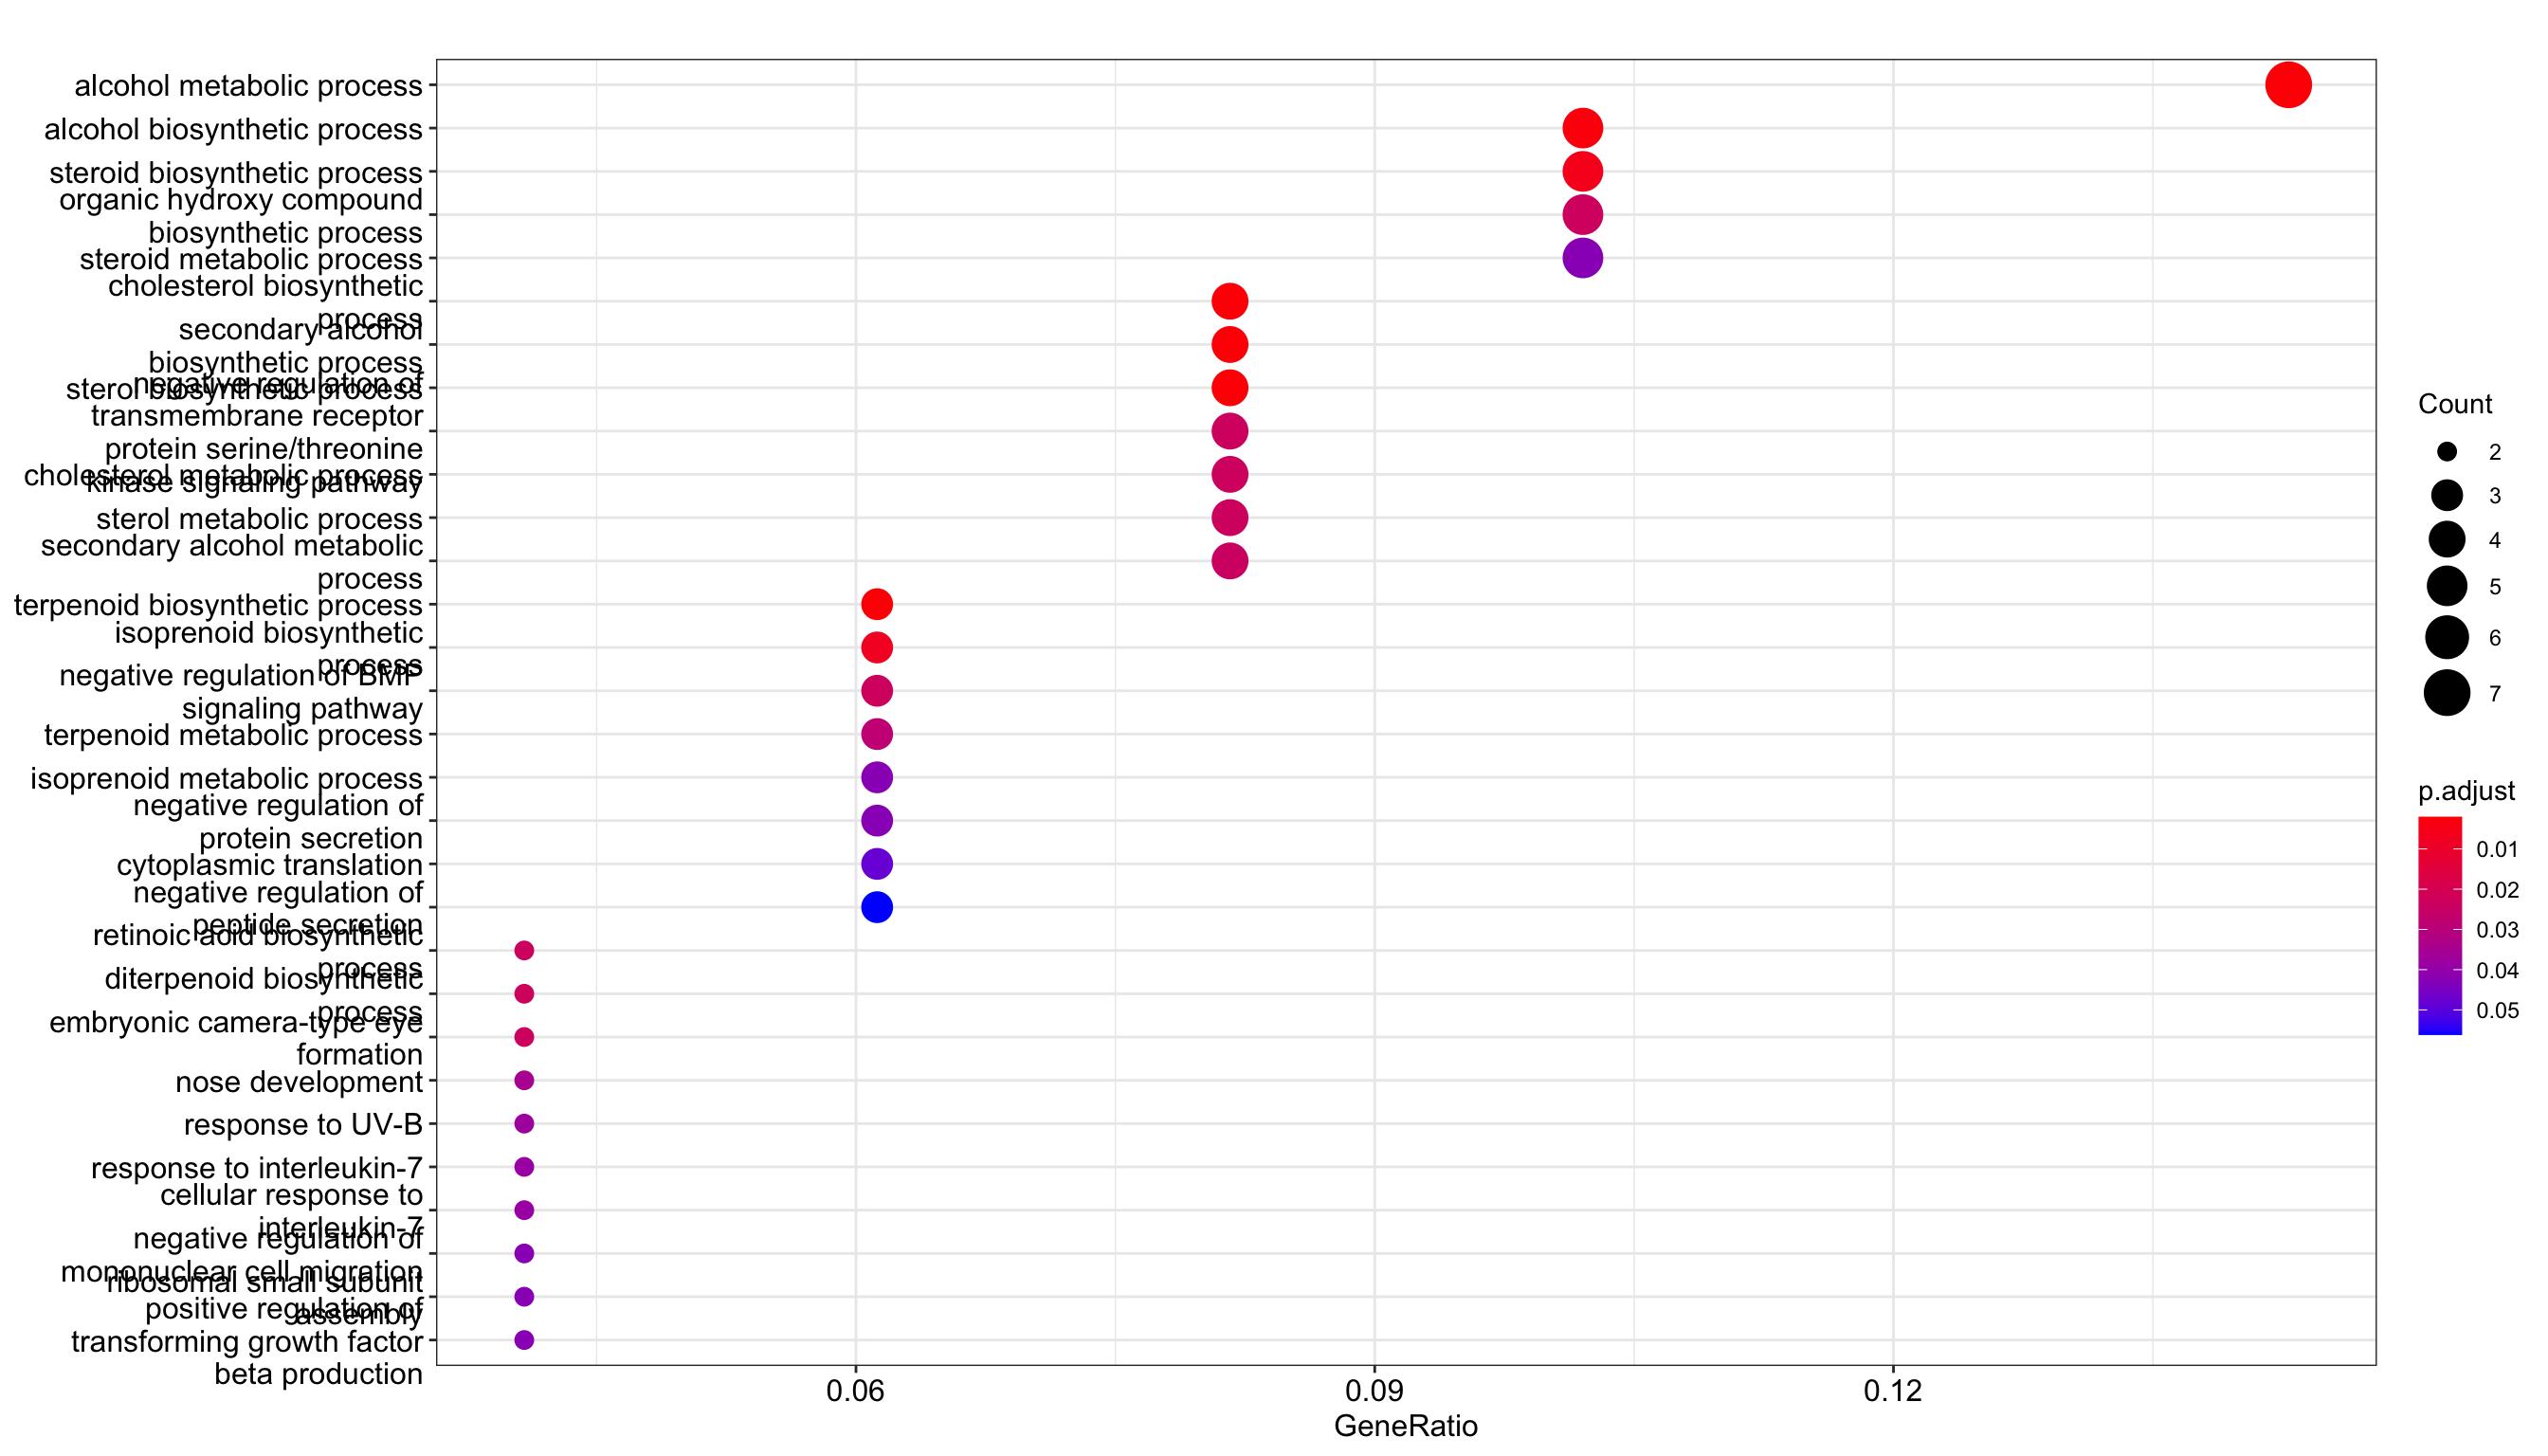 alcohol metabolic process
alcohol biosynthetic process
steroid biosynthetic process
organic hydroxy compound
biosynthetic process
steroid metabolic process
cholesterol biosynthetic
process
secondary alcohol
biosynthetic process
sterol biosynthetic process
negative regulation of
transmembrane receptor
protein serine/threonine
kinase signaling pathway
cholesterol metabolic process
sterol metabolic process
secondary alcohol metabolic
process
terpenoid biosynthetic process
isoprenoid biosynthetic
process
negative regulation of BMP
signaling pathway
terpenoid metabolic process
isoprenoid metabolic process
negative regulation of
protein secretion
cytoplasmic translation
negative regulation of
peptide secretion
retinoic acid biosynthetic
process
diterpenoid biosynthetic
process
embryonic camera-type eye
formation
nose development
response to UV-B
response to interleukin-7
cellular response to
interleukin-7
negative regulation of
mononuclear cell migration
ribosomal small subunit
assembly
positive regulation of
transforming growth factor
beta production
0.06
0.09
0.12
GeneRatio
Count
2
3
4
5
6
7
p.adjust
0.01
0.02
0.03
0.04
0.05